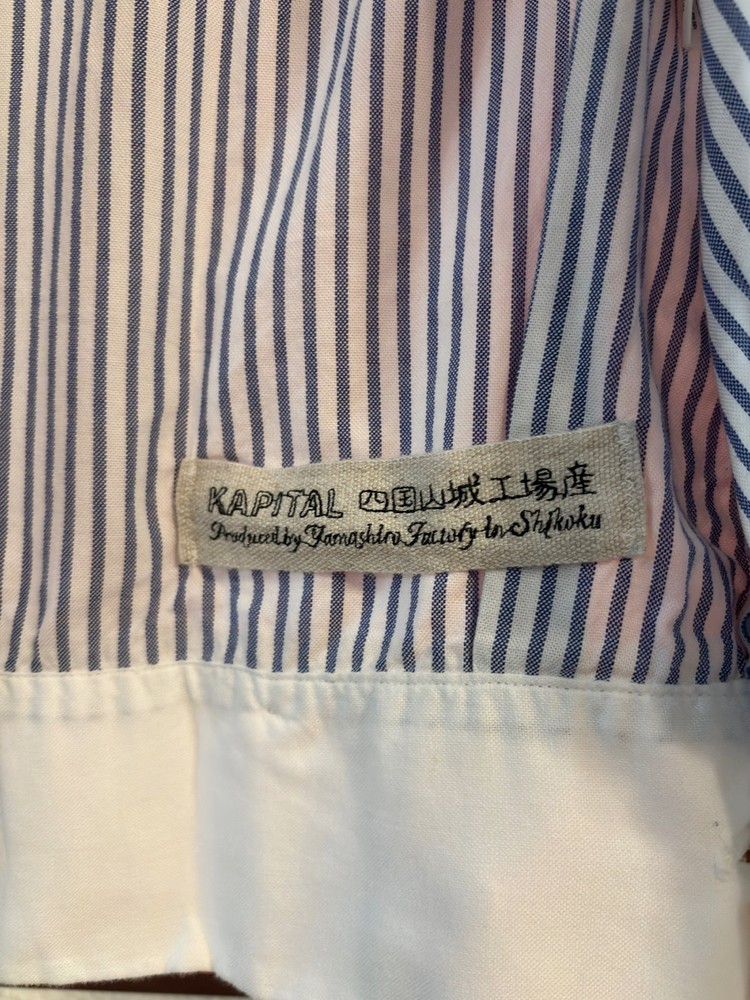 KAPITAL 四国山城工場産
Produced by Yamashiro Factory in Shikoku